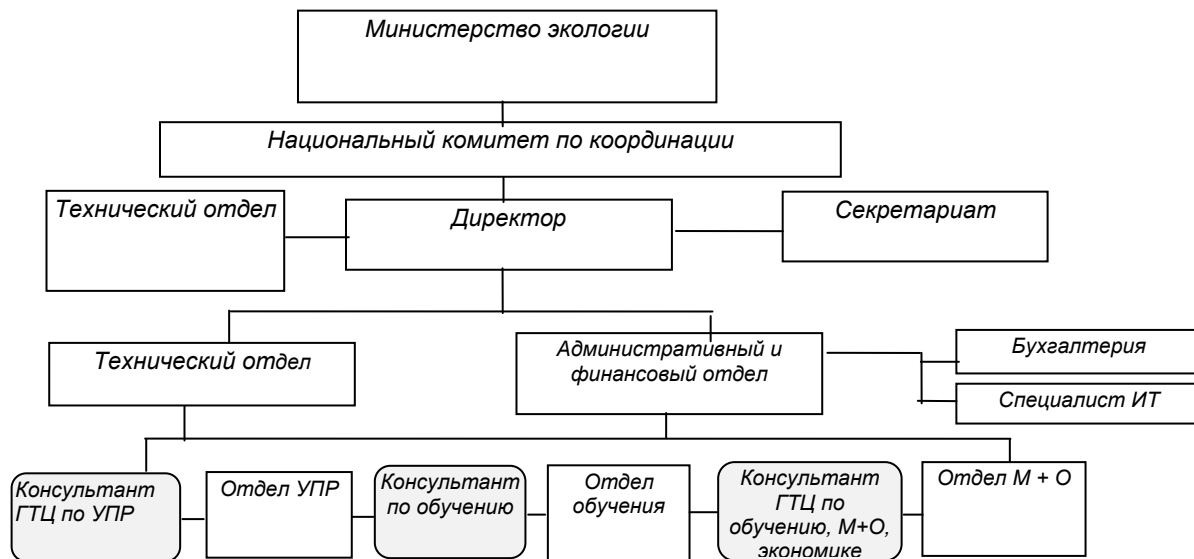 Министерство экологии
Национальный комитет по координации
Технический отдел
Директор
Секретариат
Технический отдел
Административный и
финансовый отдел
Бухгалтерия
Специалист ИТ
Консультант
ГТЦ по УПР
Отдел УПР
Консультант
по обучению
Отдел
обучения
Консультант
ГТЦ по
обучению, М+О,
экономике
Отдел М + О